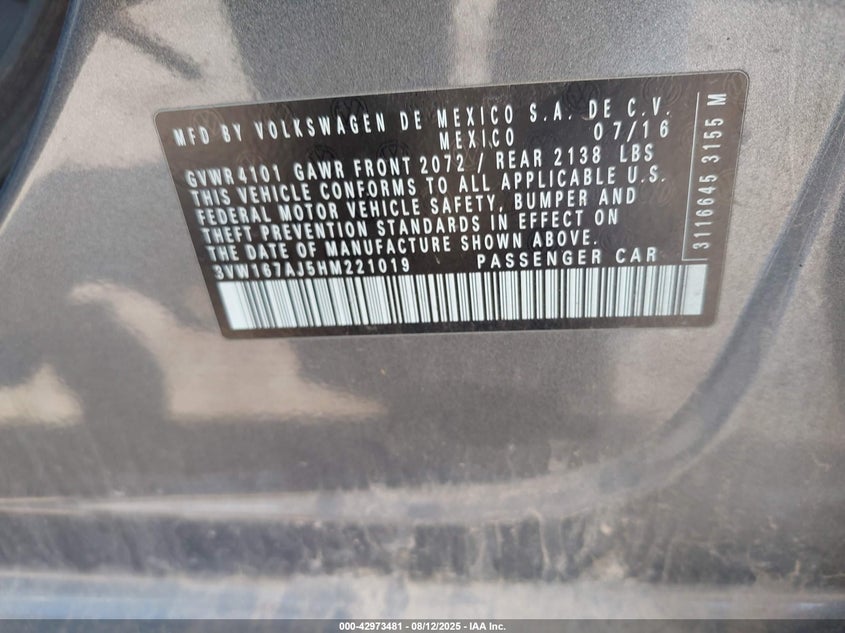 MFD BY VOLKSWAGEN DE MEXICO S.A. DE C.V.
MEXICO 07/16
GVWR4101 GAWR FRONT 2072 / REAR 2138 LBS
THIS VEHICLE CONFORMS TO ALL APPLICABLE U.S.
FEDERAL MOTOR VEHICLE SAFETY, BUMPER AND
THEFT PREVENTION STANDARDS IN EFFECT ON
THE DATE OF MANUFACTURE SHOWN ABOVE.
3VW167AJ5HM221019 PASSENGER CAR
3116645 3155 M
000-42973481 - 08/12/2025 - IAA Inc.